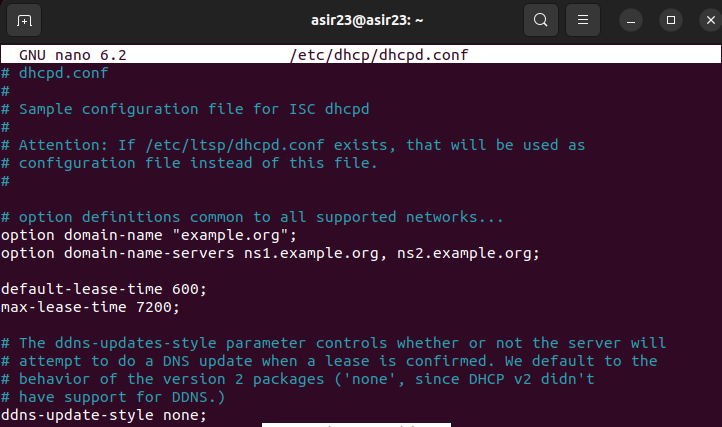 asir23@asir23: ~
GNU nano 6.2 /etc/dhcp/dhcpd.conf
# dhcpd.conf
#
# Sample configuration file for ISC dhcpd
#
# Attention: If /etc/ltsp/dhcpd.conf exists, that will be used as
# configuration file instead of this file.
#
# option definitions common to all supported networks...
option domain-name "example.org";
option domain-name-servers ns1.example.org, ns2.example.org;
default-lease-time 600;
max-lease-time 7200;
# The ddns-updates-style parameter controls whether or not the server will
# attempt to do a DNS update when a lease is confirmed. We default to the
# behavior of the version 2 packages ('none', since DHCP v2 didn't
# have support for DDNS.)
ddns-update-style none;